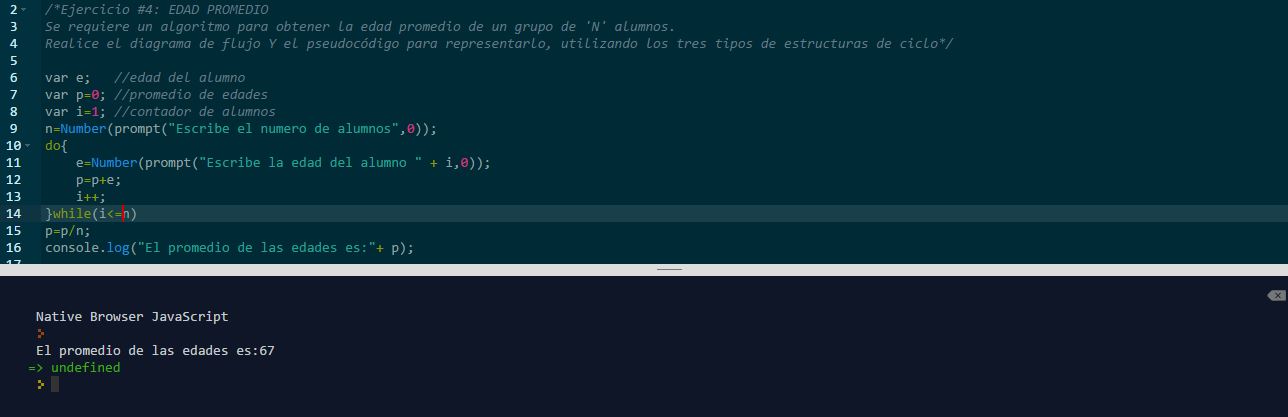 2 /*Ejercicio #4: EDAD PROMEDIO
3 Se requiere un algoritmo para obtener la edad promedio de un grupo de 'N' alumnos.
4 Realice el diagrama de flujo Y el pseudocódigo para representarlo, utilizando los tres tipos de estructuras de ciclo*/
5
6 var e;   //edad del alumno
7 var p=0; //promedio de edades
8 var i=1; //contador de alumnos
9 n=Number(prompt("Escribe el numero de alumnos",0));
10 do{
11     e=Number(prompt("Escribe la edad del alumno " + i,0));
12     p=p+e;
13     i++;
14 }while(i<=n)
15 p=p/n;
16 console.log("El promedio de las edades es:"+ p);
17
Native Browser JavaScript
El promedio de las edades es:67
=> undefined